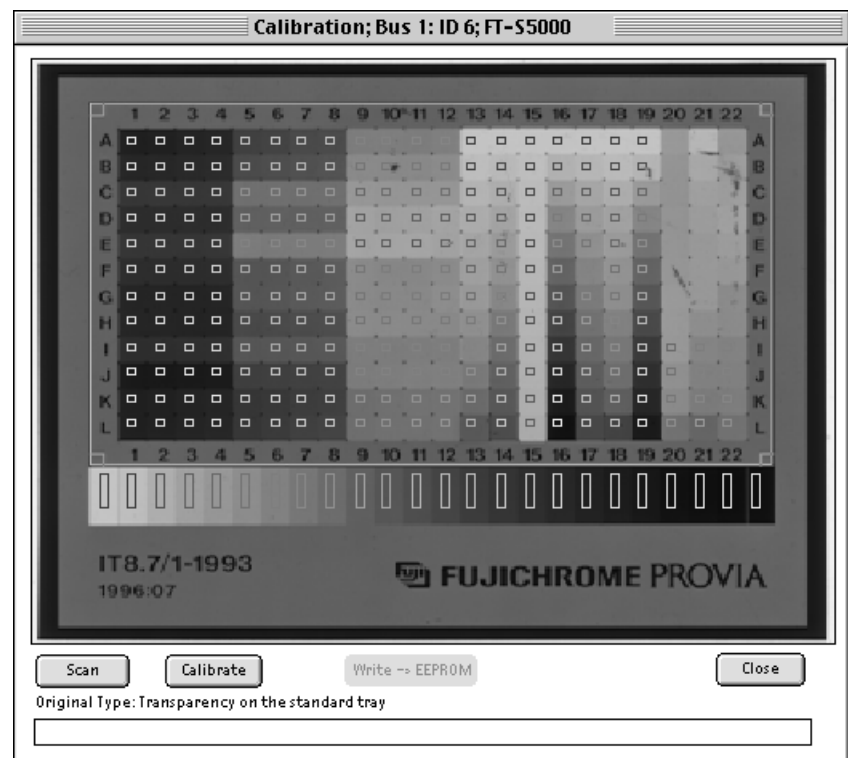 Calibration; Bus 1: ID 6; FT-S5000
1 2 3 4 5 6 7 8 9 10 11 12 13 14 15 16 17 18 19 20 21 22
A A
B B
C C
D D
E E
F F
G G
H H
I I
J J
K K
L L
1 2 3 4 5 6 7 8 9 10 11 12 13 14 15 16 17 18 19 20 21 22
IT8.7/1-1993
1996:07
FUJI FUJICHROME PROVIA
Scan Calibrate Write -> EEPROM Close
Original Type: Transparency on the standard tray